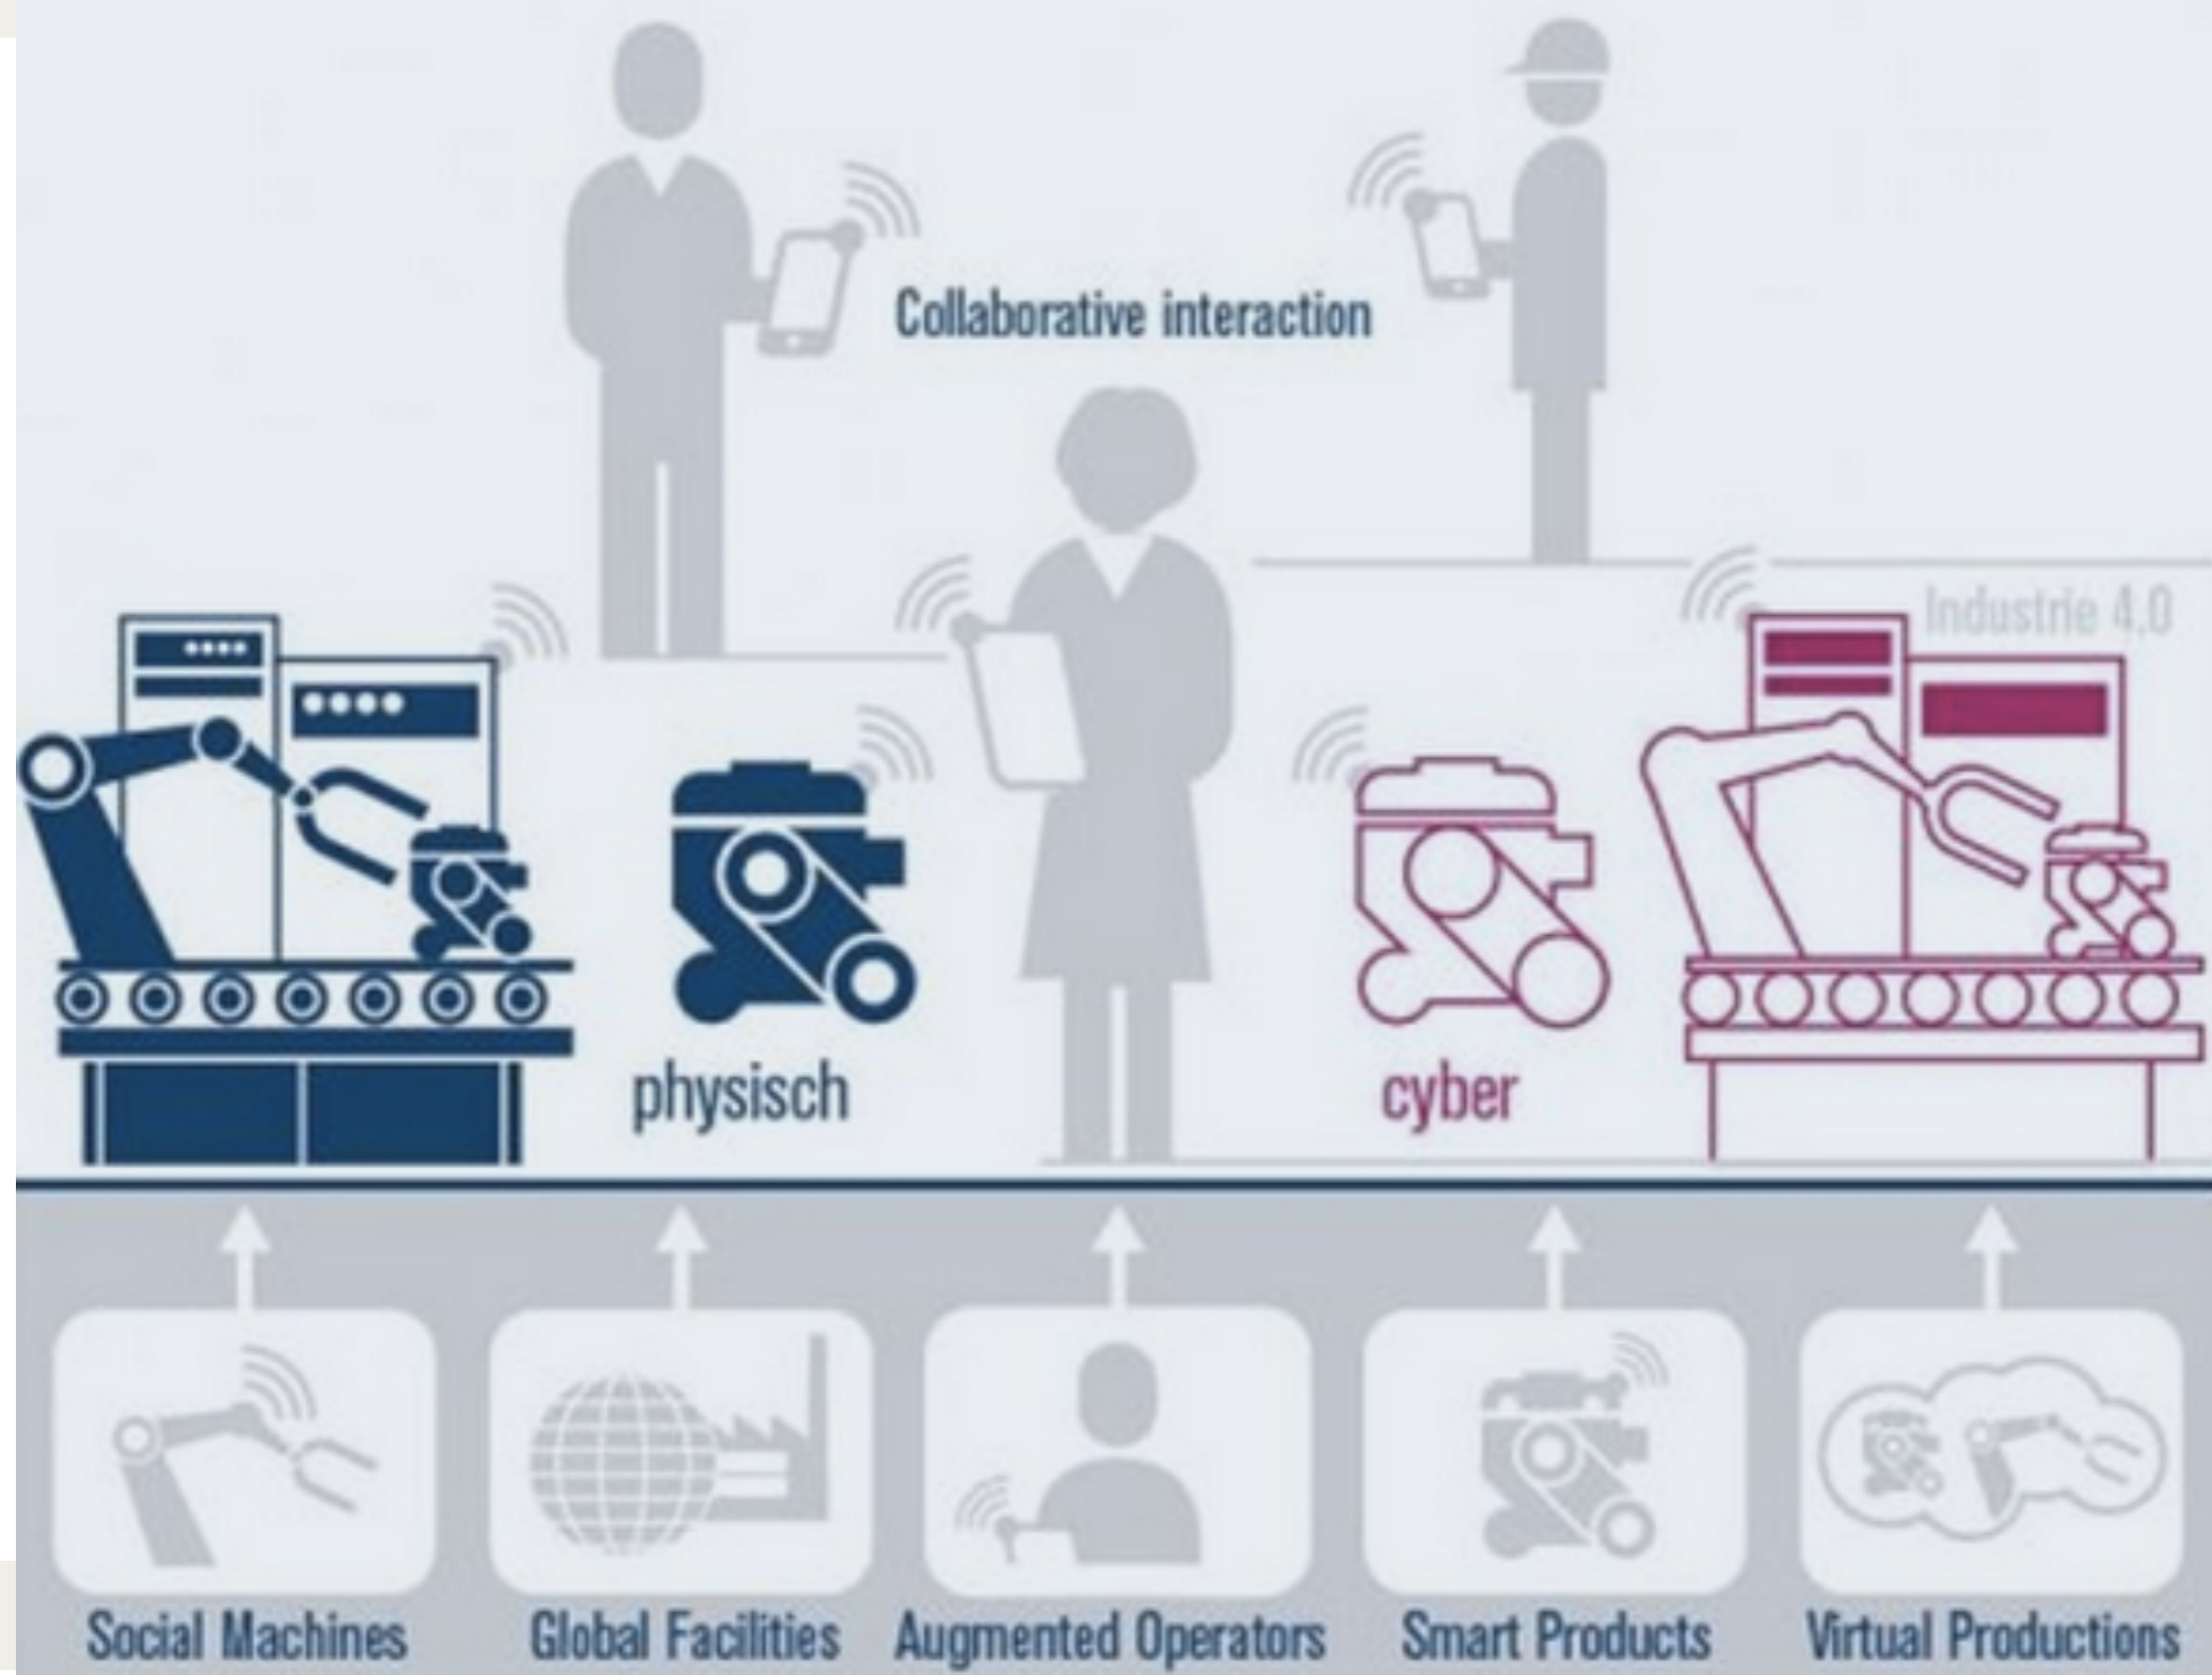 Collaborative interaction
Industrie 4.0
physisch
cyber
Social Machines
Global Facilities
Augmented Operators
Smart Products
Virtual Productions